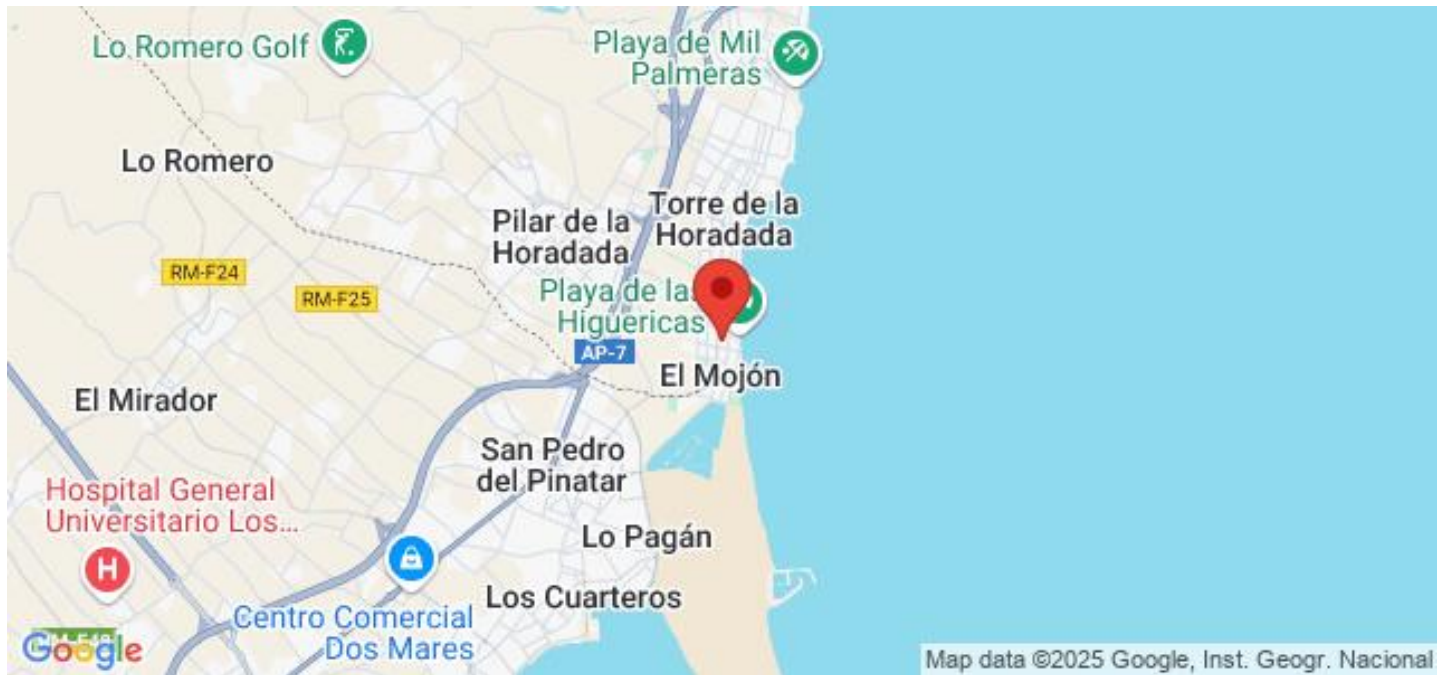 Lo Romero Golf
Playa de Mil
Palmeras
Lo Romero
Pilar de la
Horadada
Torre de la
Horadada
RM-F24
RM-F25
Playa de las
Higuericas
AP-7
El Mojón
El Mirador
San Pedro
del Pinatar
Hospital General
Universitario Los...
Lo Pagán
Los Cuarteros
Centro Comercial
Dos Mares
Google
Map data ©2025 Google, Inst. Geogr. Nacional